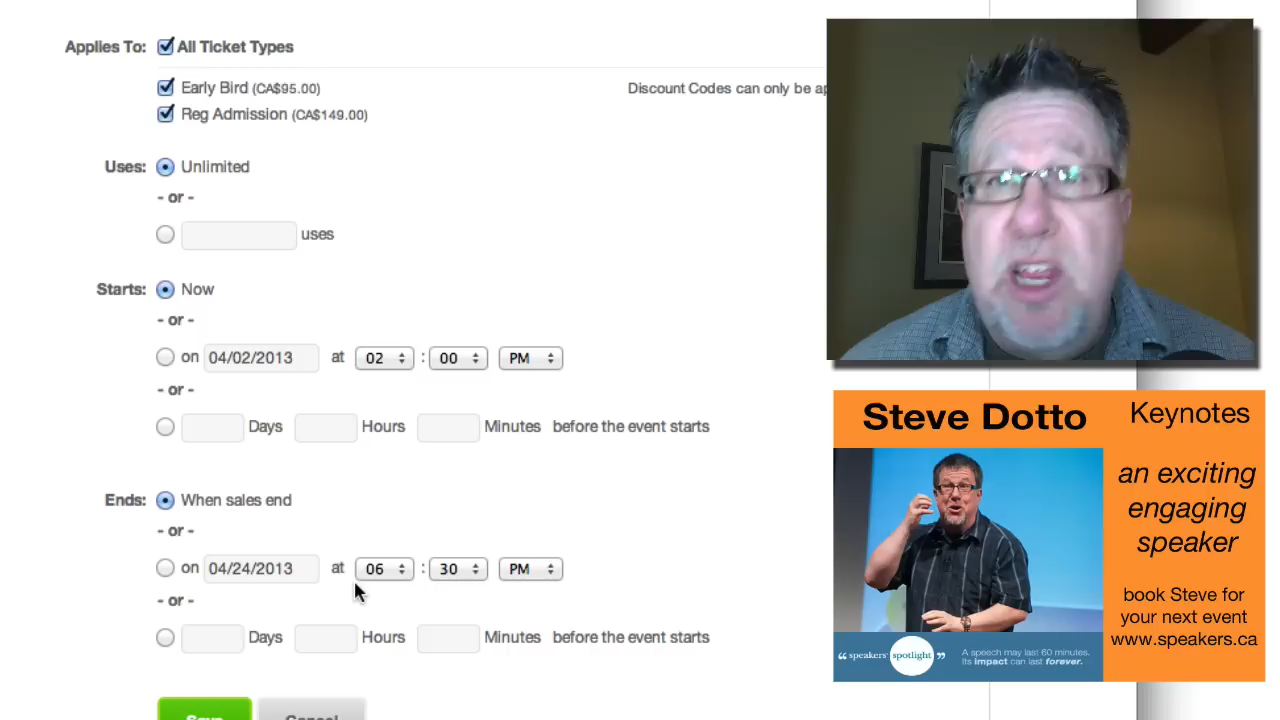 Applies To: All Ticket Types
Early Bird (CA$95.00)
Discount Codes can only be
Reg Admission (CA$149.00)
Uses: Unlimited
- or -
uses
Starts: Now
- or -
on 04/02/2013 at 02 : 00 PM
- or -
Days Hours Minutes before the event starts
Ends: When sales end
- or -
on 04/24/2013 at 06 : 30 PM
- or -
Days Hours Minutes before the event starts
Save Cancel
Steve Dotto Keynotes
an exciting
engaging
speaker
book Steve for
your next event
www.speakers.ca
“speakers' spotlight”
A speech may last 60 minutes.
Its impact can last forever.